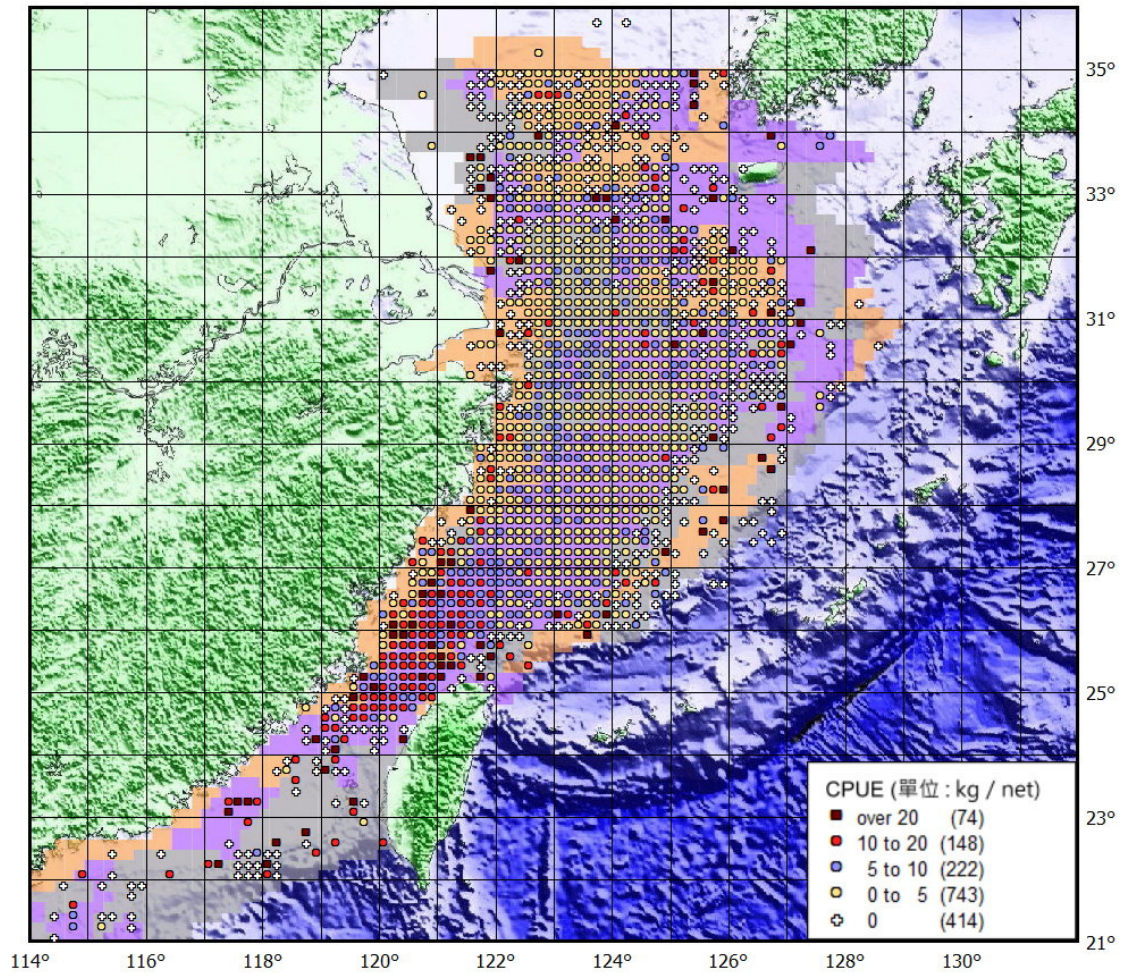 35°
33°
31°
29°
27°
25°
23°
21°
CPUE (單位 : kg / net)
over 20 (74)
10 to 20 (148)
5 to 10 (222)
0 to 5 (743)
0 (414)
114° 116° 118° 120° 122° 124° 126° 128° 130°